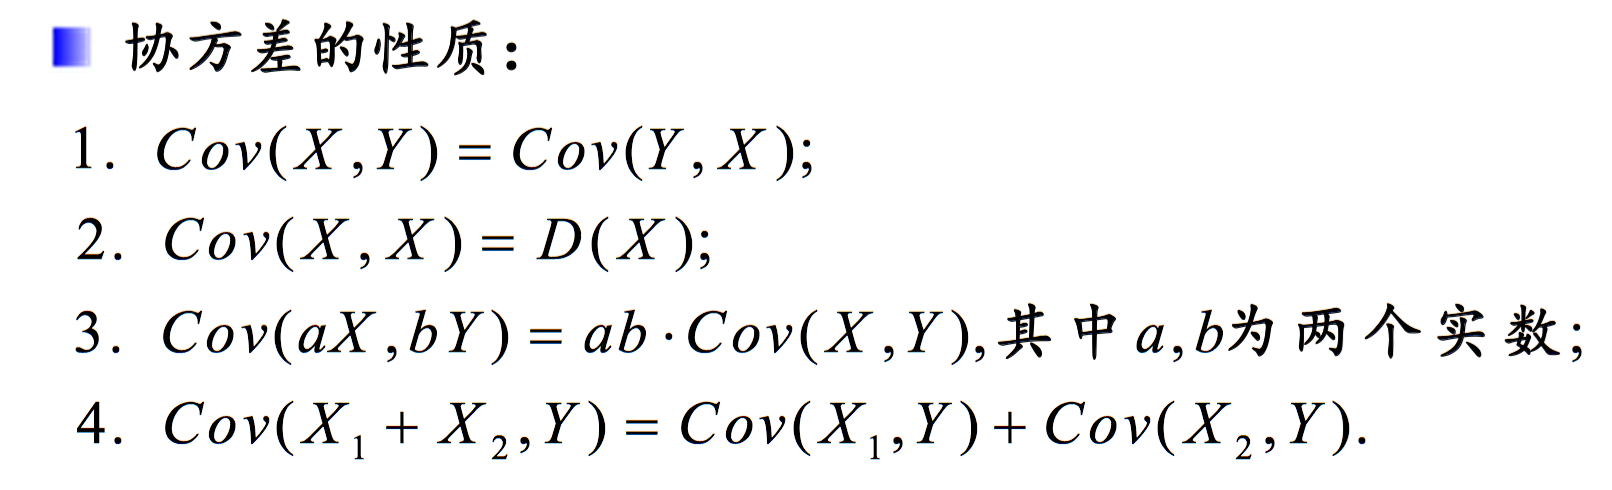 协方差的性质：
1. Cov(X,Y) = Cov(Y,X);
2. Cov(X,X) = D(X);
3. Cov(aX,bY) = ab·Cov(X,Y),其中a,b为两个实数;
4. Cov(X₁ + X₂,Y) = Cov(X₁,Y) + Cov(X₂,Y).